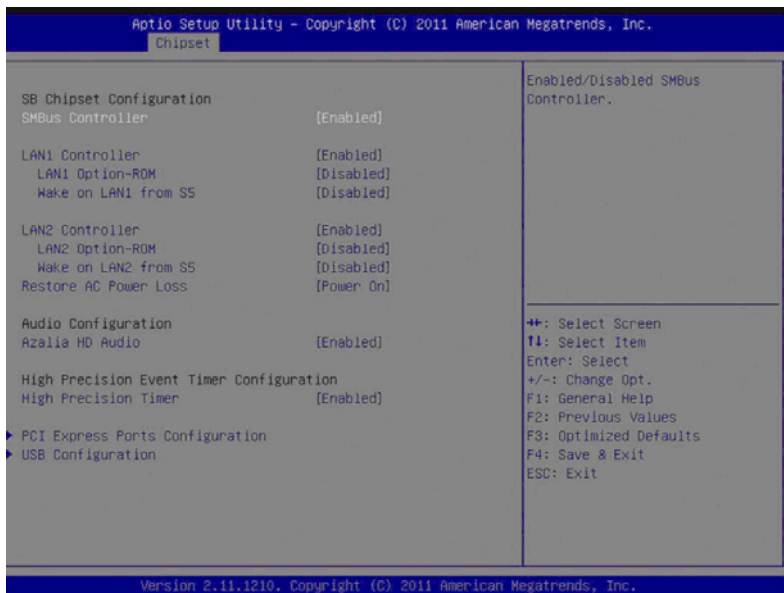 Aptio Setup Utility - Copyright (C) 2011 American Megatrends, Inc.
Chipset
SB Chipset Configuration
SMBus Controller [Enabled]
LAN1 Controller [Enabled]
LAN1 Option-ROM [Disabled]
Wake on LAN1 from S5 [Disabled]
LAN2 Controller [Enabled]
LAN2 Option-ROM [Disabled]
Wake on LAN2 from S5 [Disabled]
Restore AC Power Loss [Power On]
Audio Configuration
Azalia HD Audio [Enabled]
High Precision Event Timer Configuration
High Precision Timer [Enabled]
PCI Express Ports Configuration
USB Configuration
Enabled/Disabled SMBus
Controller.
→←: Select Screen
↑↓: Select Item
Enter: Select
+/-: Change Opt.
F1: General Help
F2: Previous Values
F3: Optimized Defaults
F4: Save & Exit
ESC: Exit
Version 2.11.1210. Copyright (C) 2011 American Megatrends, Inc.